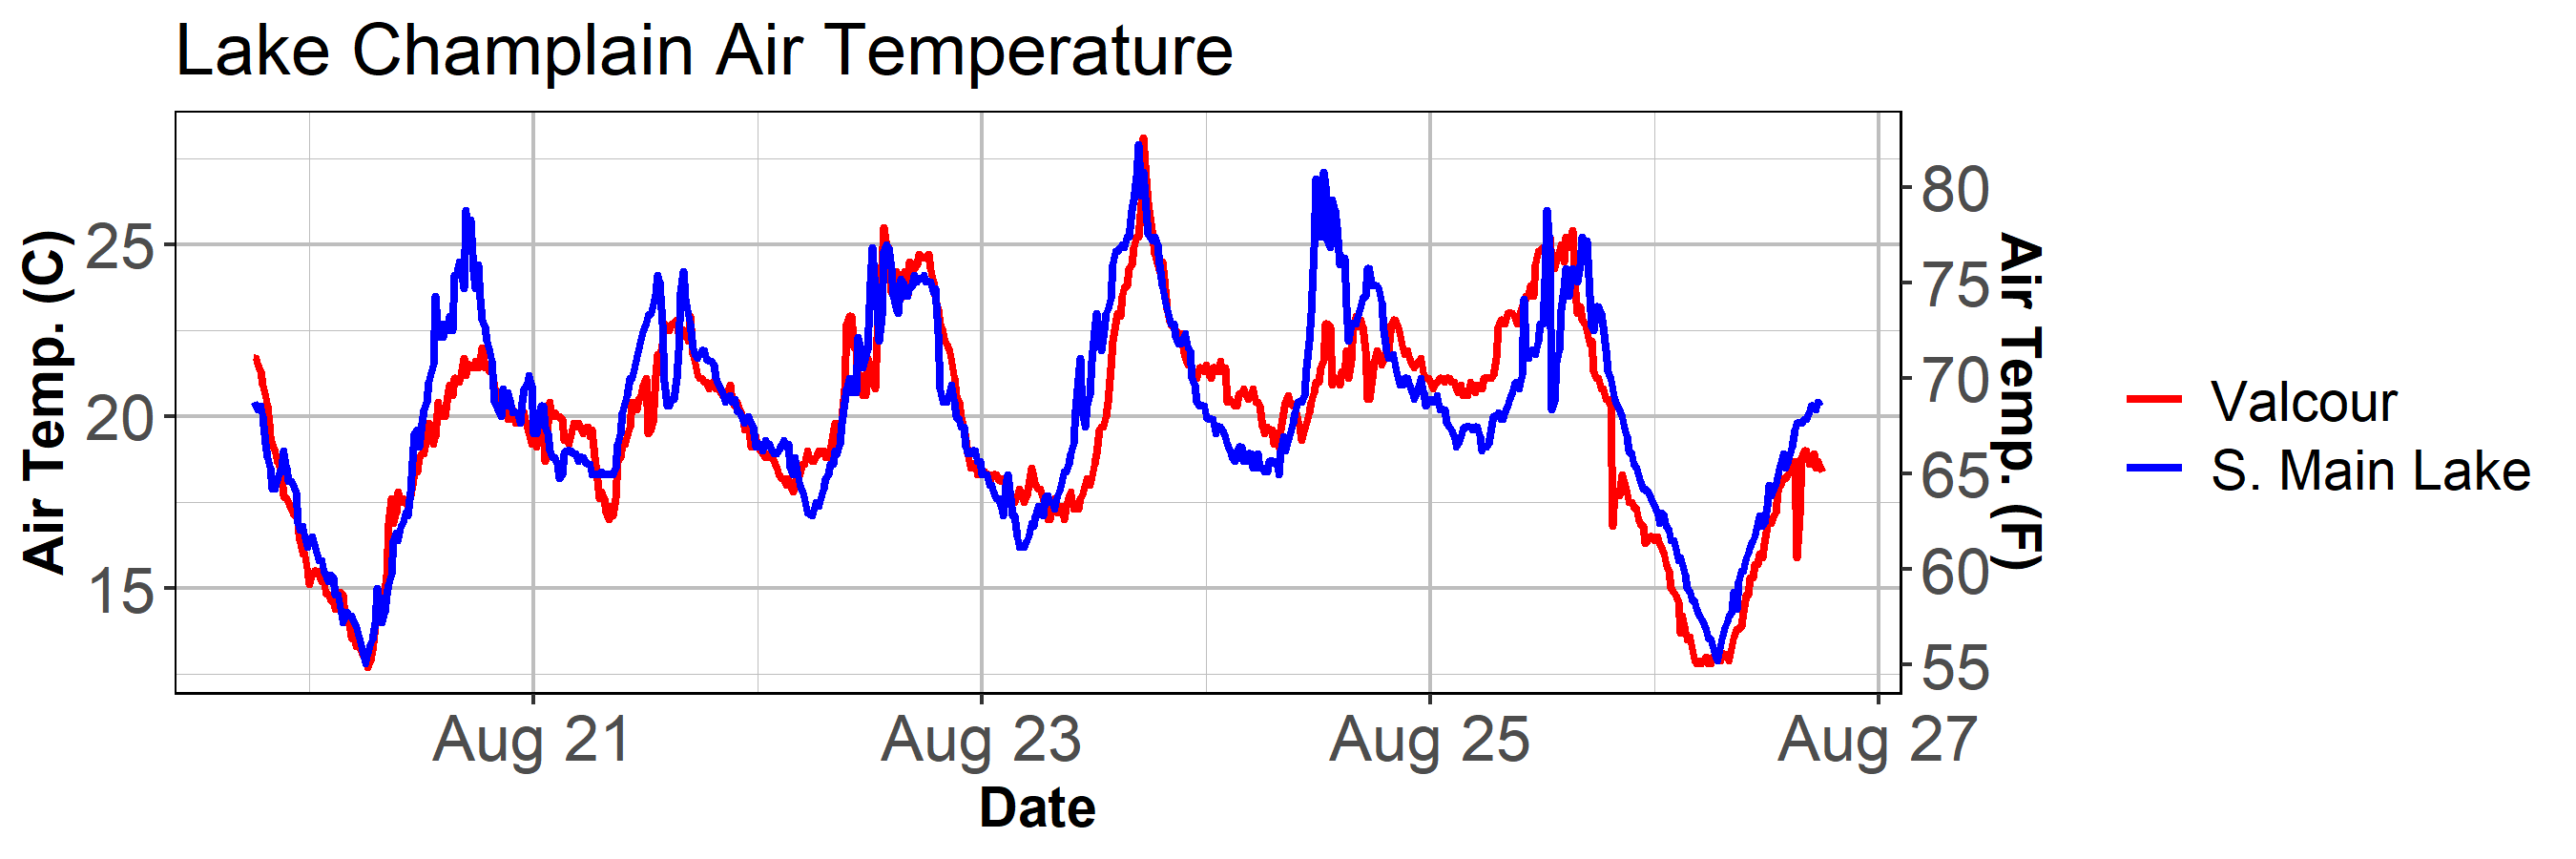 Lake Champlain Air Temperature
Air Temp. (C)
25
20
15
80
75
70
65
60
55
Air Temp. (F)
Aug 21
Aug 23
Aug 25
Aug 27
Date
Valcour
S. Main Lake